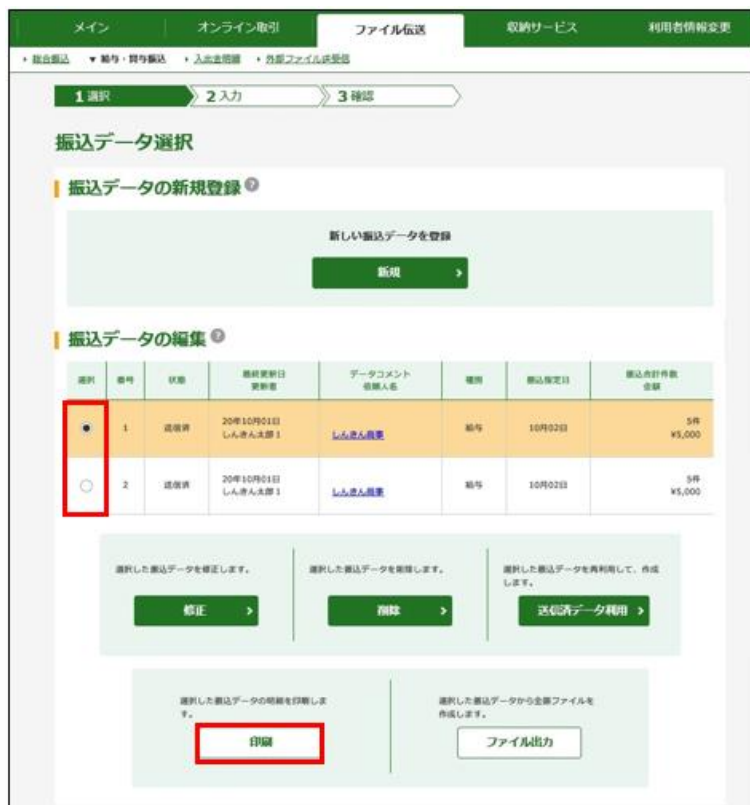 メイン オンライン取引 ファイル伝送 収納サービス 利用者情報変更
総合振込 ▼ 給与・賞与振込 入出金明細 外部ファイル送受信
1 選択 2 入力 3 確認
振込データ選択
振込データの新規登録 ?
新しい振込データを登録
新規
振込データの編集 ?
選択 番号 状態 最終更新日 データコメント 種別 振込指定日 振込合計件数
更新者 依頼人名 金額
1 送信済 20年10月01日 しんきん商事 給与 10月02日 5件
しんきん太郎1 ¥5,000
2 送信済 20年10月01日 しんきん商事 給与 10月02日 5件
しんきん太郎1 ¥5,000
選択した振込データを修正します。 選択した振込データを削除します。 選択した振込データを再利用して、作成
します。
修正 削除 送信済データ利用
選択した振込データの明細を印刷しま 選択した振込データから全銀ファイルを
す。 作成します。
印刷 ファイル出力